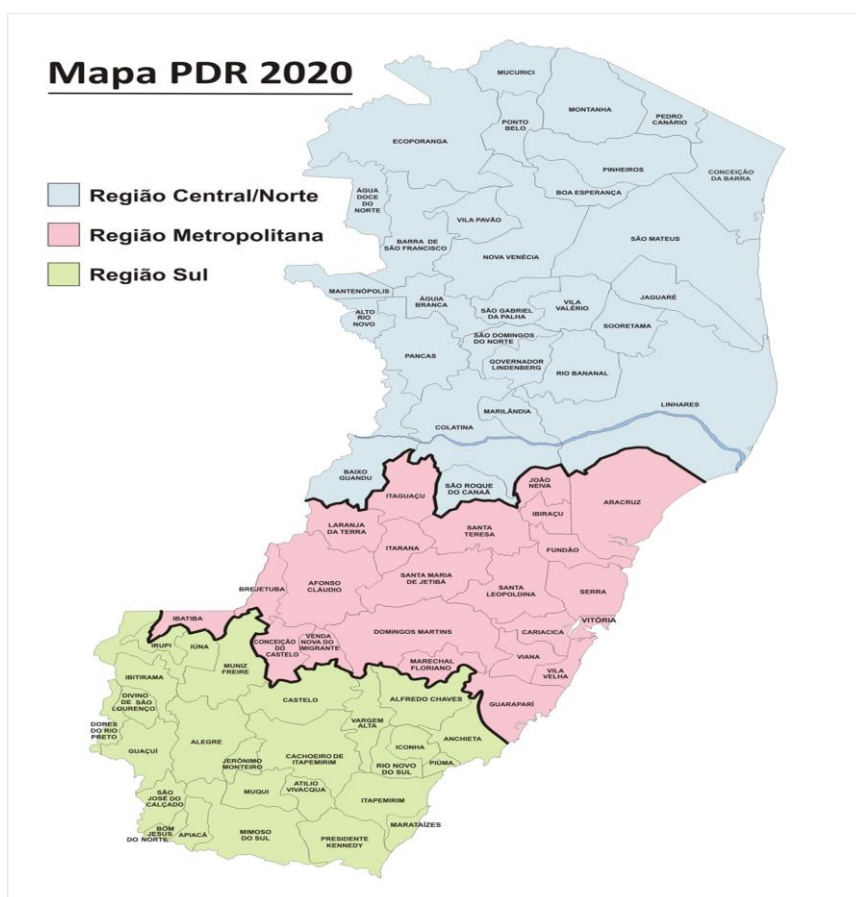 Mapa PDR 2020
Região Central/Norte
Região Metropolitana
Região Sul
MUCURICI
MONTANHA
PEDRO
CANÁRIO
PONTO
BELO
ECOPORANGA
PINHEIROS
CONCEIÇÃO
DA BARRA
ÁGUA
DOCE
DO
NORTE
BOA ESPERANÇA
VILA PAVÃO
BARRA DE
SÃO FRANCISCO
SÃO MATEUS
NOVA VENÉCIA
MANTENÓPOLIS
ÁGUIA
BRANCA
JAGUARÉ
ALTO
RIO
NOVO
SÃO GABRIEL
DA PALHA
VILA
VALÉRIO
SOORETAMA
SÃO DOMINGOS
DO NORTE
PANCAS
GOVERNADOR
LINDENBERG
RIO BANANAL
LINHARES
MARILÂNDIA
COLATINA
BAIXO
GUANDU
SÃO ROQUE
DO CANAÃ
JOÃO
NEIVA
ITAGUAÇU
ARACRUZ
IBIRAÇU
LARANJA
DA TERRA
SANTA
TERESA
ITARANA
FUNDÃO
AFONSO
CLÁUDIO
SANTA MARIA
DE JETIBÁ
SANTA
LEOPOLDINA
SERRA
BREJETUBA
IBATIBA
VITÓRIA
DOMINGOS MARTINS
CARIACICA
CONCEIÇÃO
DO
CASTELO
VENDA
NOVA DO
IMIGRANTE
VIANA
MARECHAL
FLORIANO
VILA
VELHA
GUARAPARÍ
IRUPI
IÚNA
MUNIZ
FREIRE
IBITIRAMA
CASTELO
ALFREDO CHAVES
DIVINO
DE SÃO
LOURENÇO
DORES
DO RIO
PRETO
VARGEM
ALTA
ANCHIETA
GUAÇUÍ
ALEGRE
ICONHA
CACHOEIRO DE
ITAPEMIRIM
JERÔNIMO
MONTEIRO
RIO NOVO
DO SUL
PIÚMA
SÃO
JOSÉ DO
CALÇADO
MUQUI
ATILIO
VIVACQUA
ITAPEMIRIM
MARATAÍZES
BOM
JESUS
DO NORTE
APIACÁ
MIMOSO
DO SUL
PRESIDENTE
KENNEDY